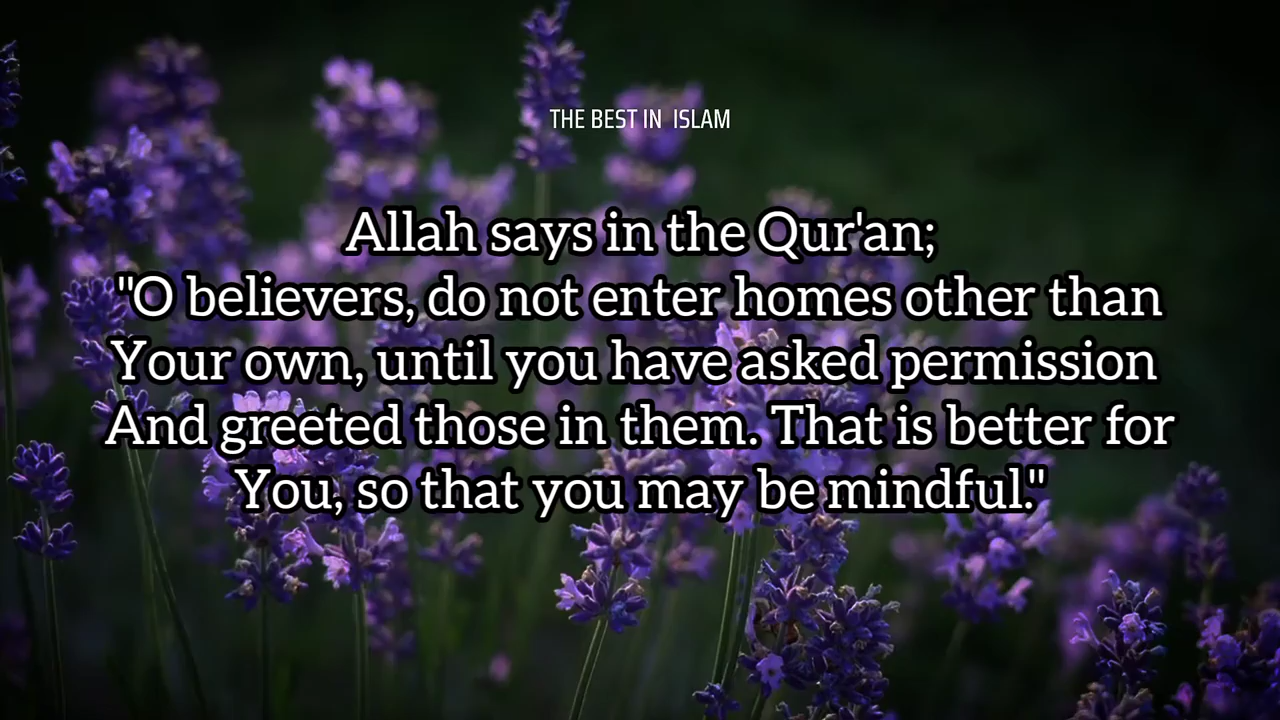 THE BEST IN ISLAM
Allah says in the Qur'an;
"O believers, do not enter homes other than
Your own, until you have asked permission
And greeted those in them. That is better for
You, so that you may be mindful."